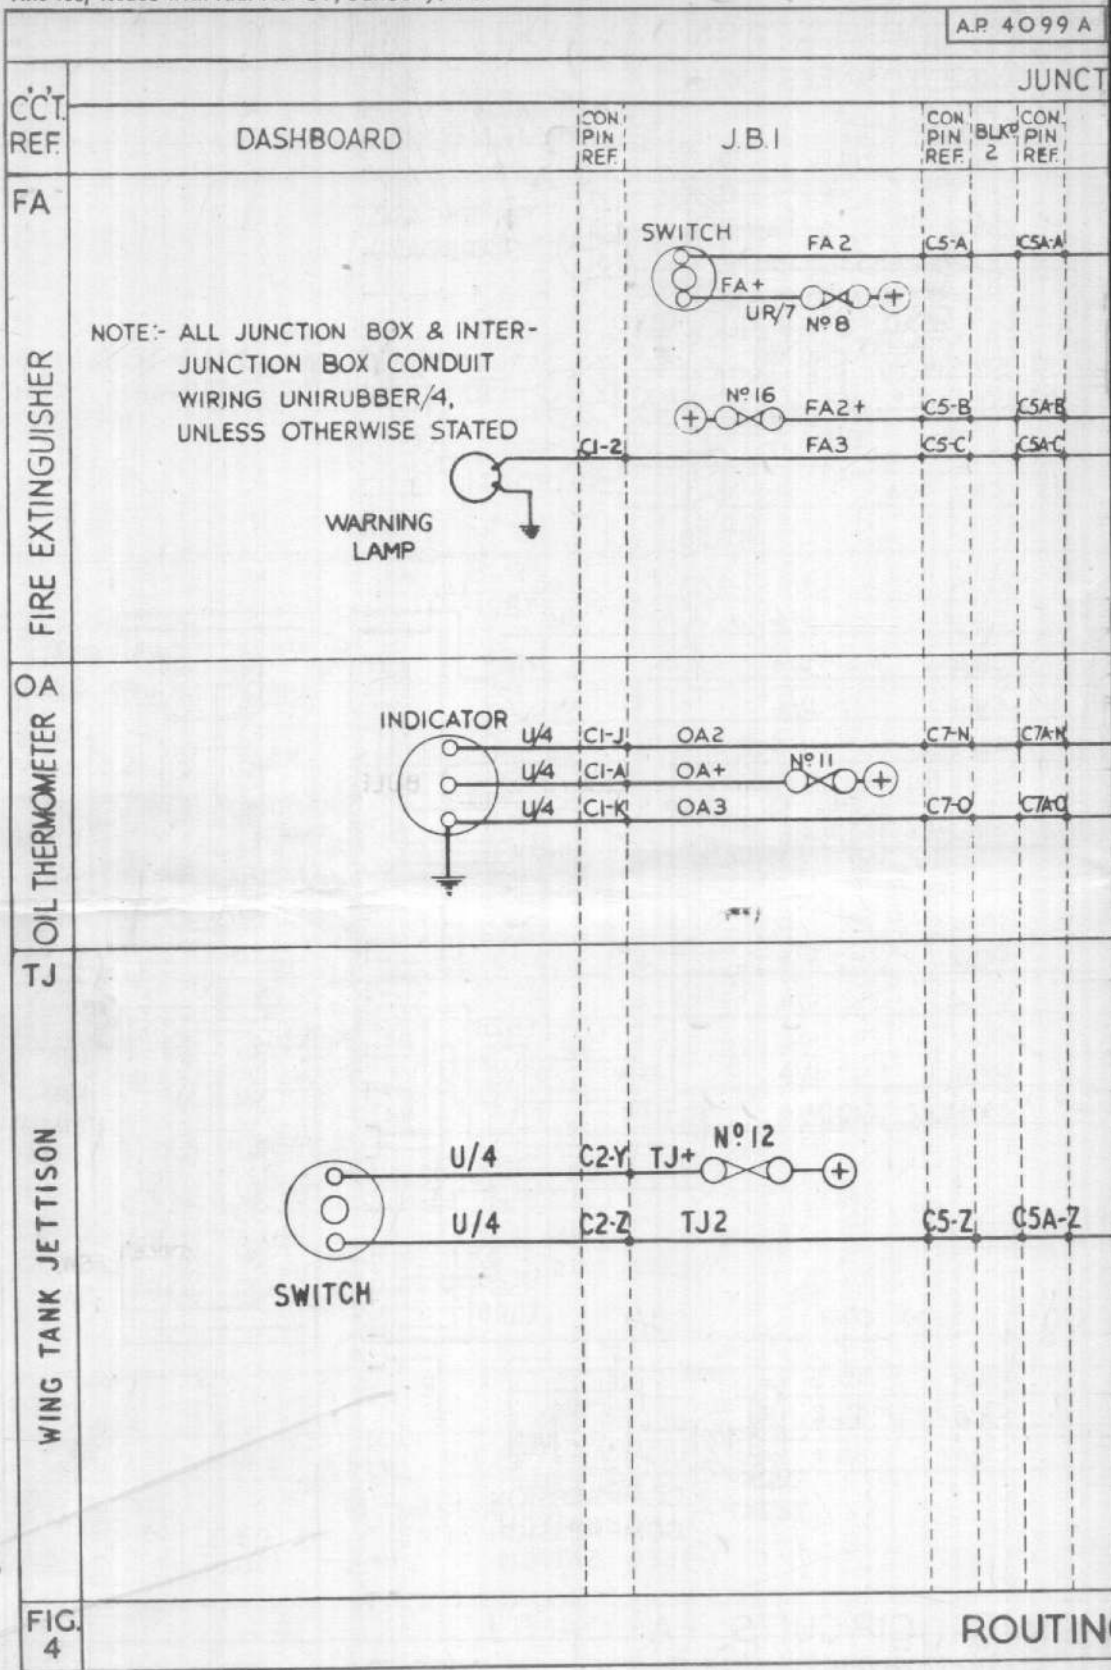 A.P. 4099 A
JUNCT
CCT. REF.
DASHBOARD
CON PIN REF.
J.B.1
CON PIN REF.
BLKD 2
CON. PIN REF.
FA
FIRE EXTINGUISHER
SWITCH
FA 2
C5-A
C5A-A
FA+
UR/7
Nº 8
NOTE:- ALL JUNCTION BOX & INTER-
JUNCTION BOX CONDUIT
WIRING UNIRUBBER/4,
UNLESS OTHERWISE STATED
Nº 16
FA2+
C5-B
C5A-B
C1-2
FA3
C5-C
C5A-C
WARNING
LAMP
OA
OIL THERMOMETER
INDICATOR
U/4
C1-J
OA2
C7-N
C7A-N
U/4
C1-A
OA+
Nº 11
U/4
C1-K
OA3
C7-O
C7A-O
TJ
WING TANK JETTISON
U/4
C2-Y
TJ+
Nº 12
U/4
C2-Z
TJ2
C5-Z
C5A-Z
SWITCH
FIG. 4
ROUTING